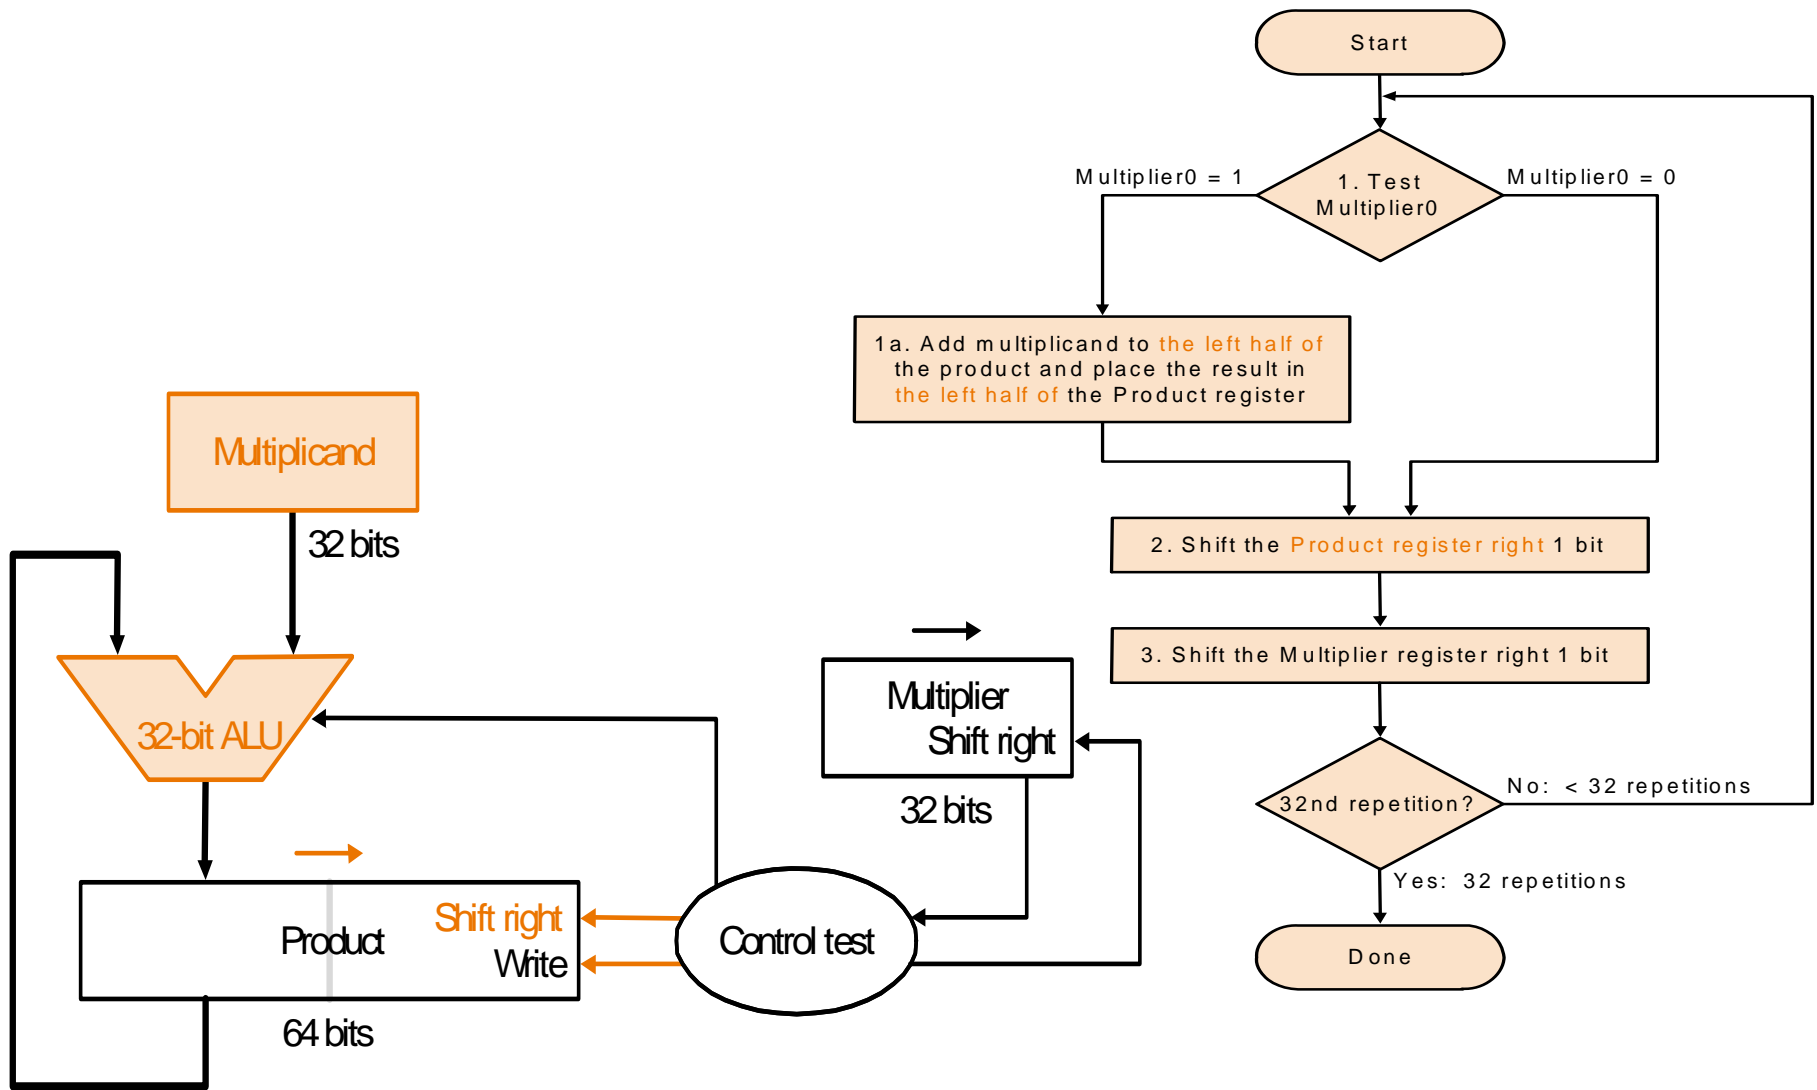 Start
Multiplier0 = 1
1. Test
Multiplier0
Multiplier0 = 0
1a. Add multiplicand to the left half of
the product and place the result in
the left half of the Product register
2. Shift the Product register right 1 bit
3. Shift the Multiplier register right 1 bit
32nd repetition?
No: < 32 repetitions
Yes: 32 repetitions
Done
Multiplicand
32 bits
32-bit ALU
Multiplier
Shift right
32 bits
Product
Shift right
Write
64 bits
Control test